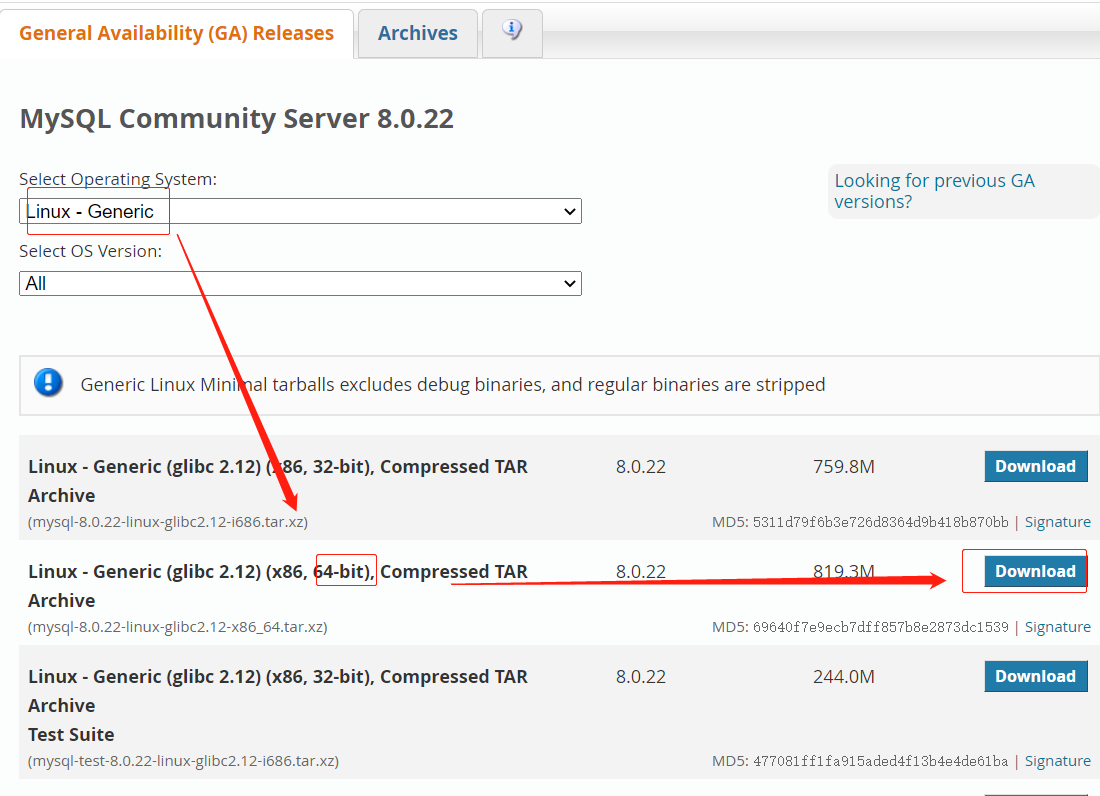 General Availability (GA) Releases
Archives
MySQL Community Server 8.0.22
Select Operating System:
Looking for previous GA
versions?
Linux - Generic
Select OS Version:
All
Generic Linux Minimal tarballs excludes debug binaries, and regular binaries are stripped
Linux - Generic (glibc 2.12) (x86, 32-bit), Compressed TAR 8.0.22 759.8M Download
Archive
(mysql-8.0.22-linux-glibc2.12-i686.tar.xz) MD5: 5311d79f6b3e726d8364d9b418b870bb | Signature
Linux - Generic (glibc 2.12) (x86, 64-bit), Compressed TAR 8.0.22 819.3M Download
Archive
(mysql-8.0.22-linux-glibc2.12-x86_64.tar.xz) MD5: 69640f7e9ecb7dff857b8e2873dc1539 | Signature
Linux - Generic (glibc 2.12) (x86, 32-bit), Compressed TAR 8.0.22 244.0M Download
Archive
Test Suite
(mysql-test-8.0.22-linux-glibc2.12-i686.tar.xz) MD5: 477081ff1fa915aded4f13b4e4de61ba | Signature